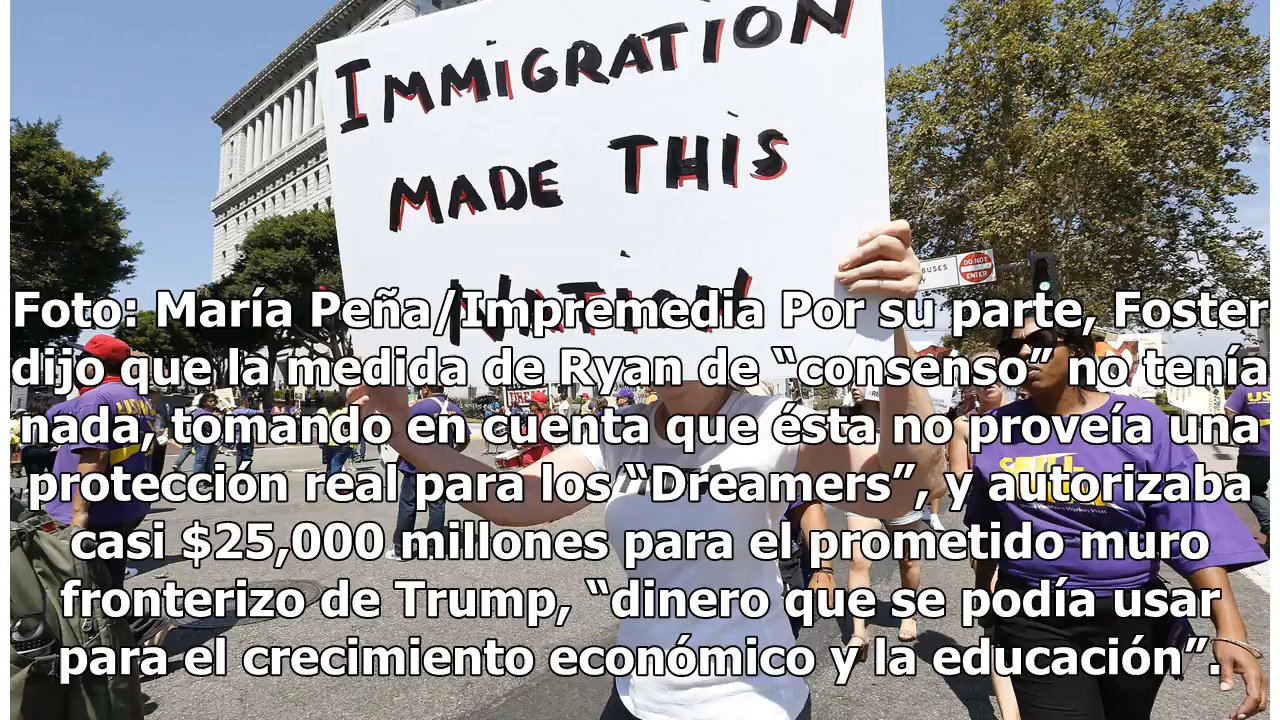 IMMIGRATION
MADE THIS
NATION
BUSES
DO NOT
ENTER
Foto: María Peña/Impremedia Por su parte, Foster
dijo que la medida de Ryan de “consenso” no tenía
nada, tomando en cuenta que ésta no proveía una
protección real para los “Dreamers”, y autorizaba
casi $25,000 millones para el prometido muro
fronterizo de Trump, “dinero que se podía usar
para el crecimiento económico y la educación”.